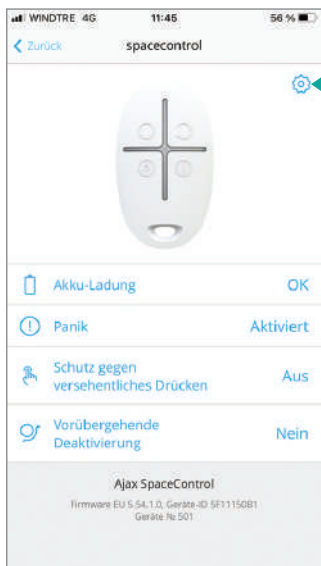 WINDTRE 4G 11:45 56 %
Zurück spacecontrol
Akku-Ladung OK
Panik Aktiviert
Schutz gegen
versehentliches Drücken Aus
Vorübergehende
Deaktivierung Nein
Ajax SpaceControl
Firmware EU 5.54.1.0, Geräte-ID 5F1115081
Geräte № 501